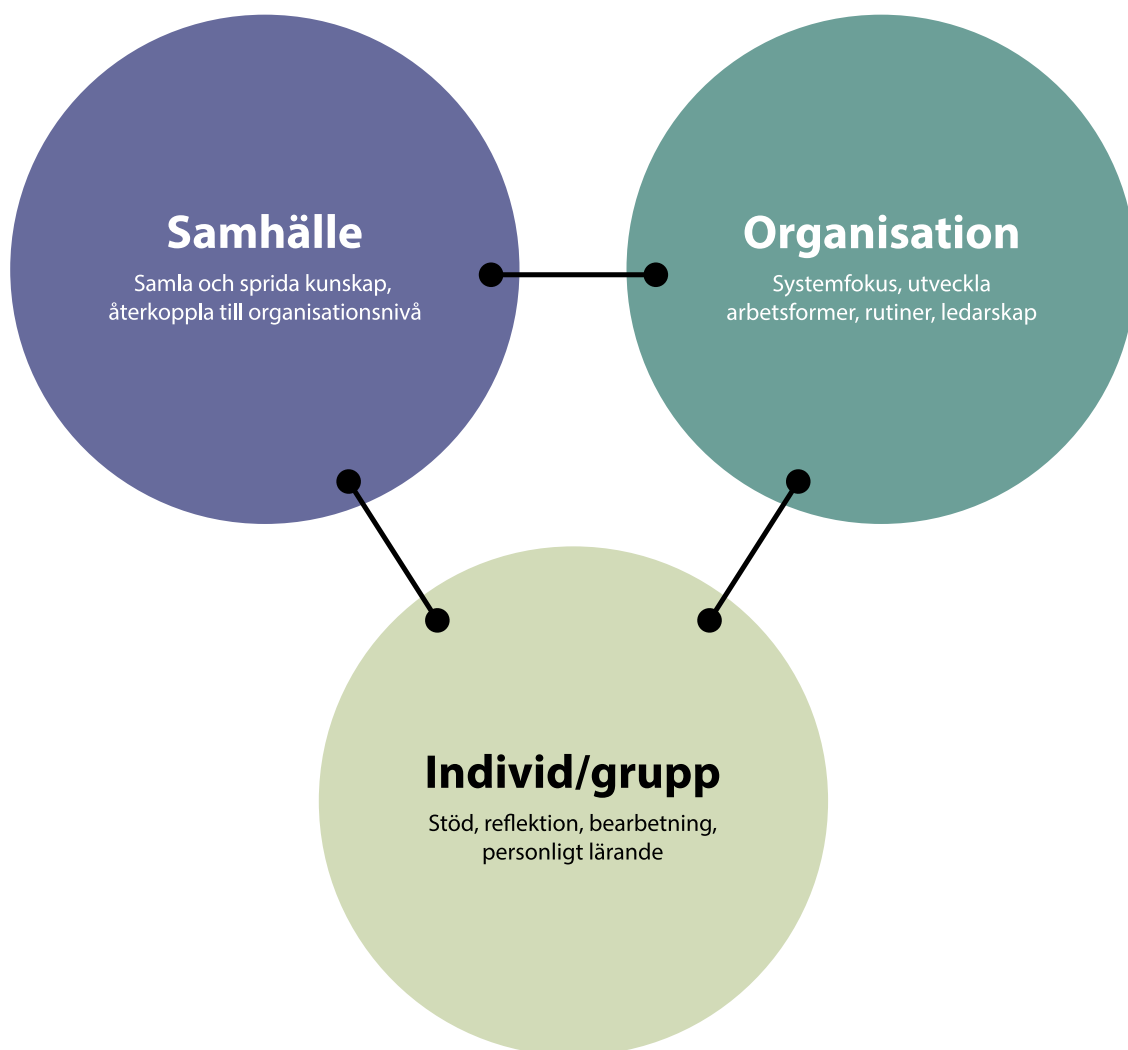 Samhälle
Samla och sprida kunskap,
återkoppla till organisationsnivå
Organisation
Systemfokus, utveckla
arbetsformer, rutiner, ledarskap
Individ/grupp
Stöd, reflektion, bearbetning,
personligt lärande